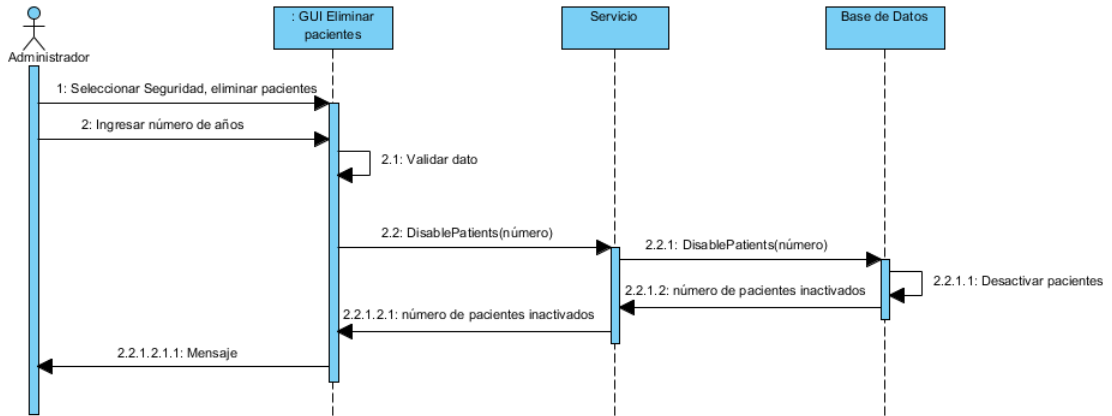 : GUI Eliminar
pacientes
Servicio
Base de Datos
Administrador
1: Seleccionar Seguridad, eliminar pacientes
2: Ingresar número de años
2.1: Validar dato
2.2: DisablePatients(número)
2.2.1: DisablePatients(número)
2.2.1.1: Desactivar pacientes
2.2.1.2: número de pacientes inactivados
2.2.1.2.1: número de pacientes inactivados
2.2.1.2.1.1: Mensaje